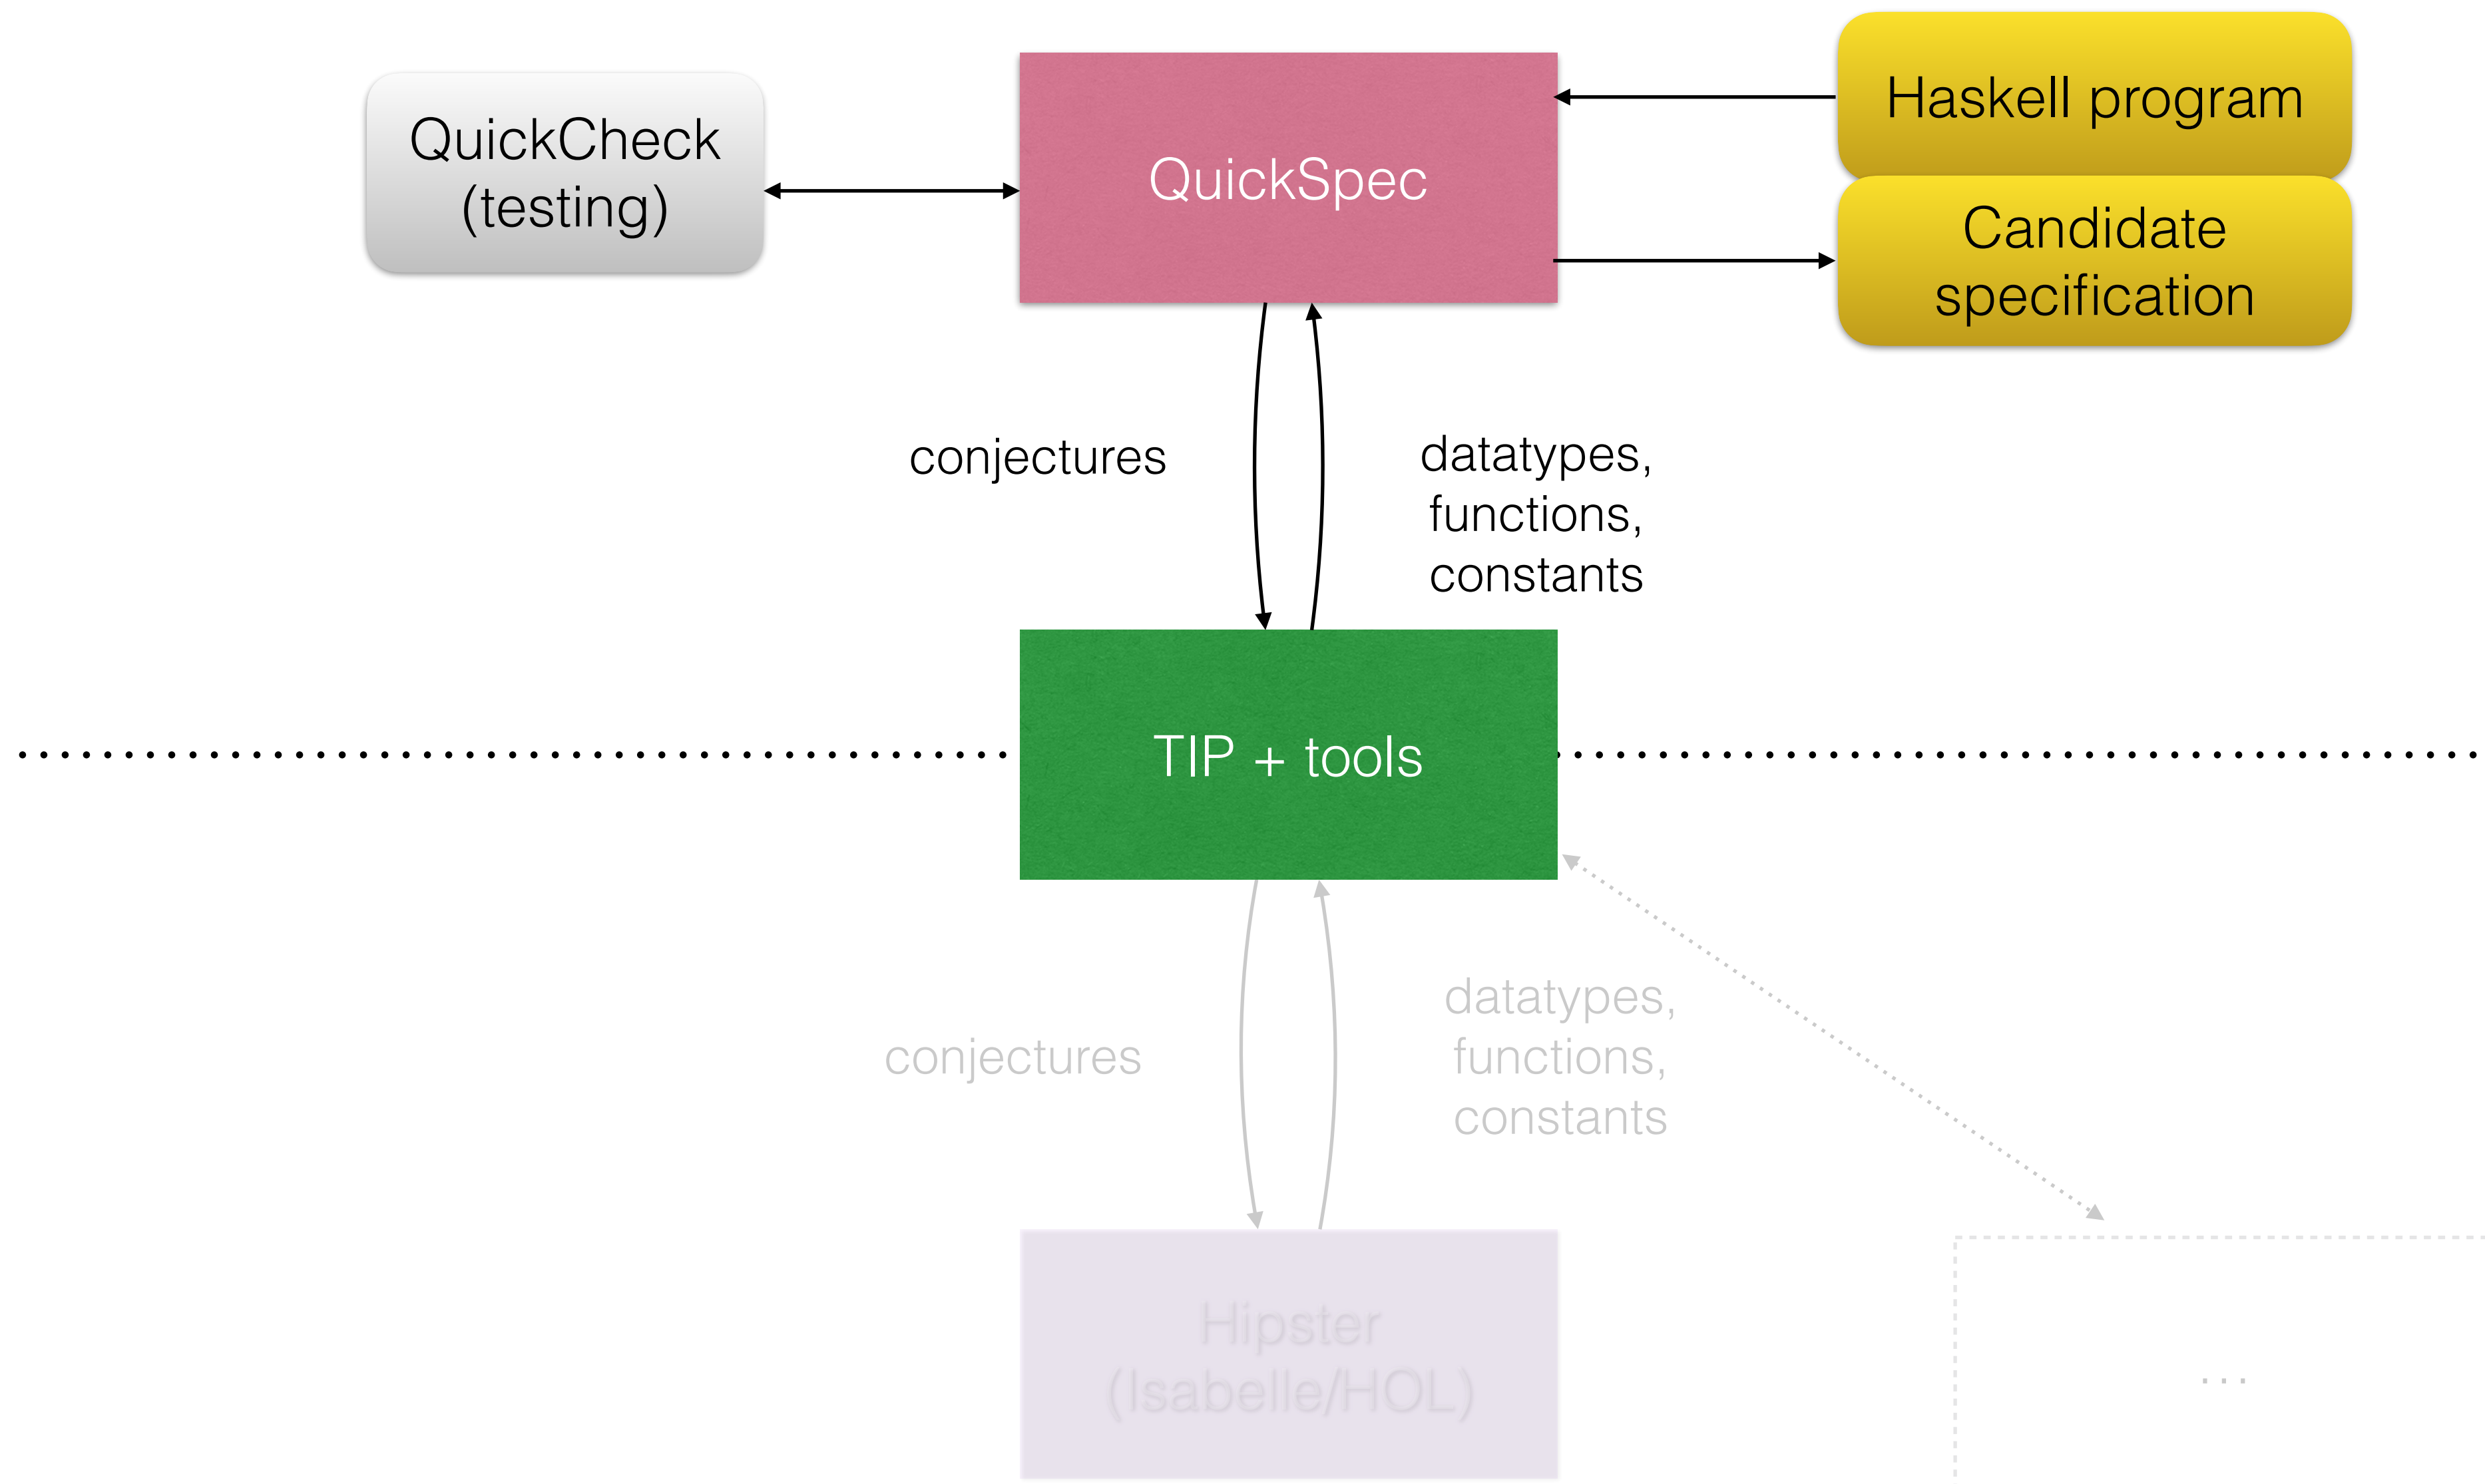 QuickCheck
(testing)
QuickSpec
Haskell program
Candidate
specification
conjectures
datatypes,
functions,
constants
TIP + tools
conjectures
datatypes,
functions,
constants
Hipster
(Isabelle/HOL)
...